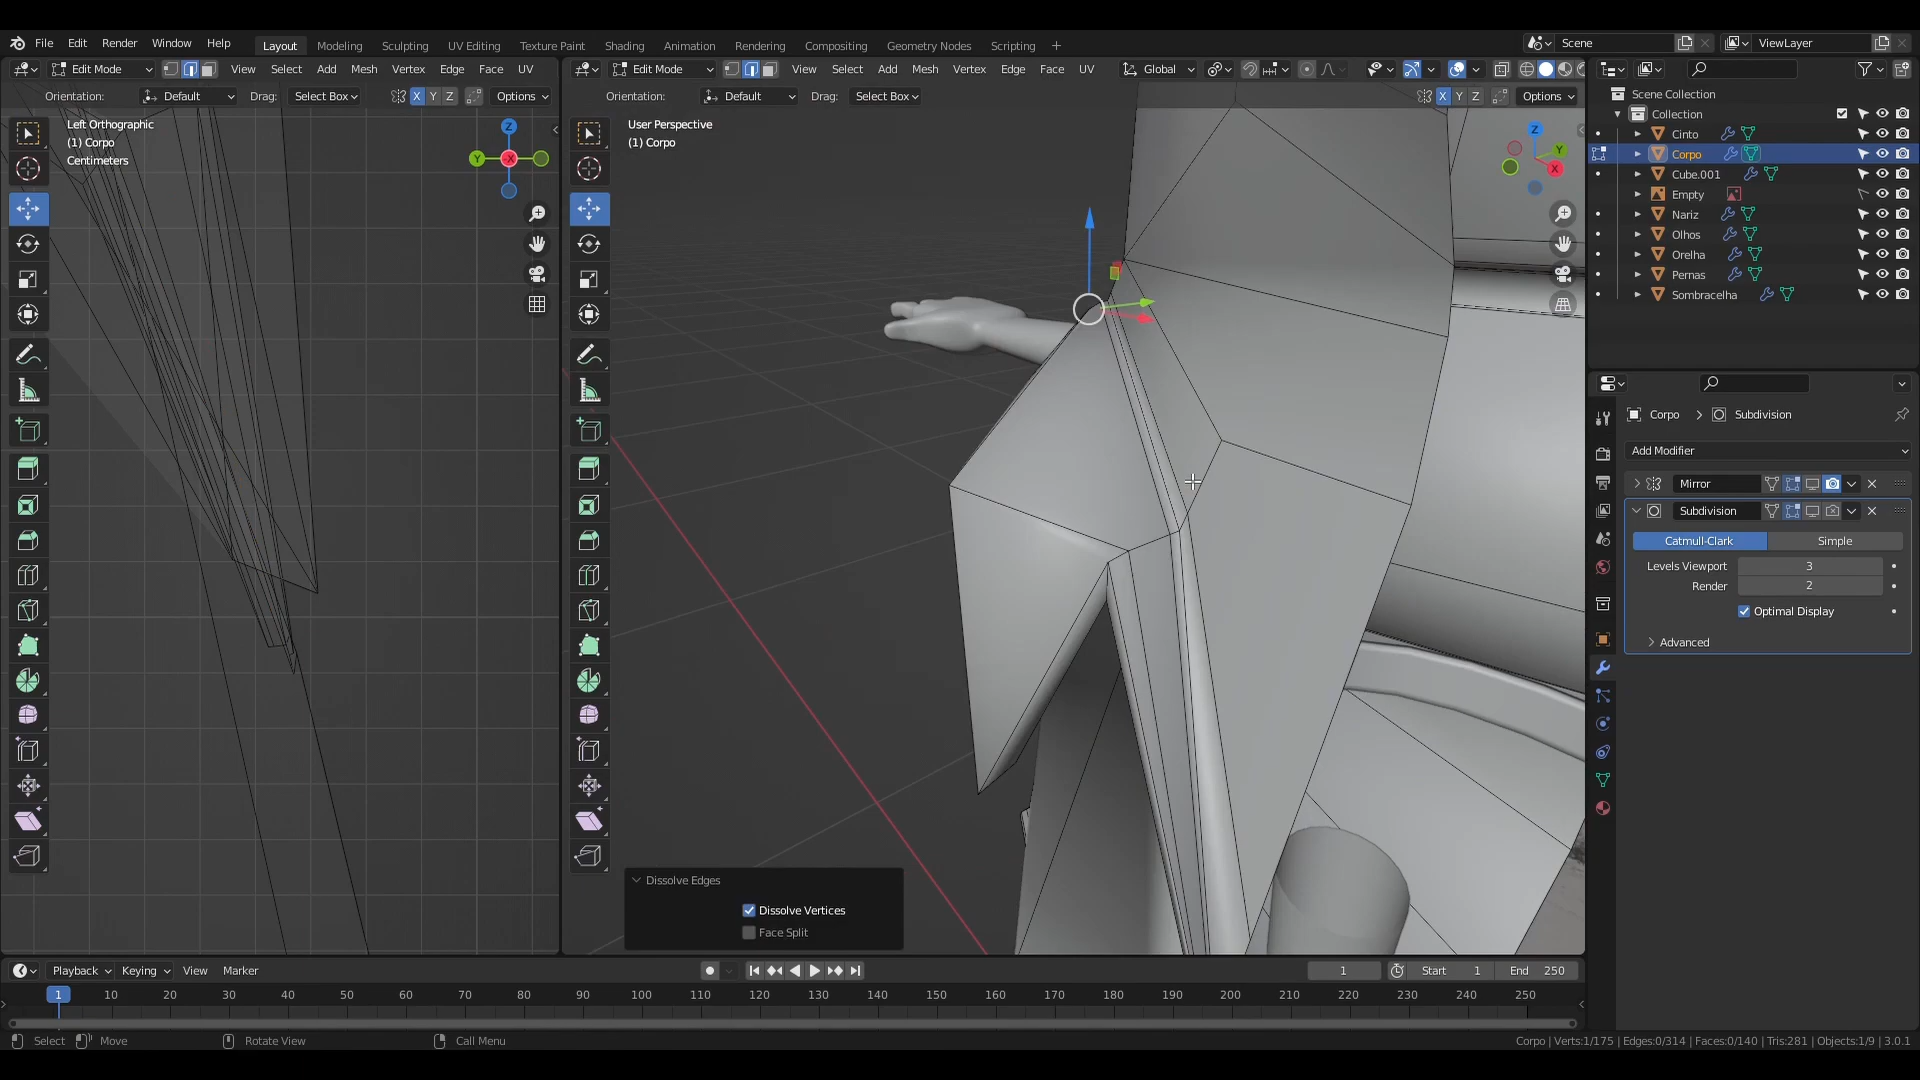 File Edit Render Window Help Layout Modeling Sculpting UV Editing Texture Paint Shading Animation Rendering Compositing Geometry Nodes Scripting + Scene ViewLayer
Edit Mode View Select Add Mesh Vertex Edge Face UV
Edit Mode View Select Add Mesh Vertex Edge Face UV Global
Orientation: Default Drag: Select Box X Y Z Options
Orientation: Default Drag: Select Box X Y Z Options
Left Orthographic
(1) Corpo
Centimeters
Z
Y
-X
User Perspective
(1) Corpo
Z
Y
X
Scene Collection
Collection
Cinto
Corpo
Cube.001
Empty
Nariz
Olhos
Orelha
Pernas
Sombracelha
Corpo > Subdivision
Add Modifier
Mirror
Subdivision
Catmull-Clark Simple
Levels Viewport 3
Render 2
Optimal Display
Advanced
Dissolve Edges
Dissolve Vertices
Face Split
Playback Keying View Marker 1 Start 1 End 250
1 10 20 30 40 50 60 70 80 90 100 110 120 130 140 150 160 170 180 190 200 210 220 230 240 250
Select Move Rotate View Call Menu Corpo | Verts:1/175 | Edges:0/314 | Faces:0/140 | Tris:281 | Objects:1/9 | 3.0.1